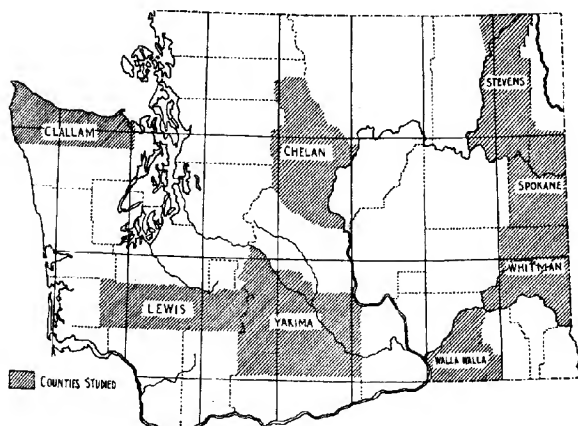 STEVENS
CLALLAM
CHELAN
SPOKANE
WHITMAN
LEWIS
YAKIMA
WALLA WALLA
COUNTIES STUDIED